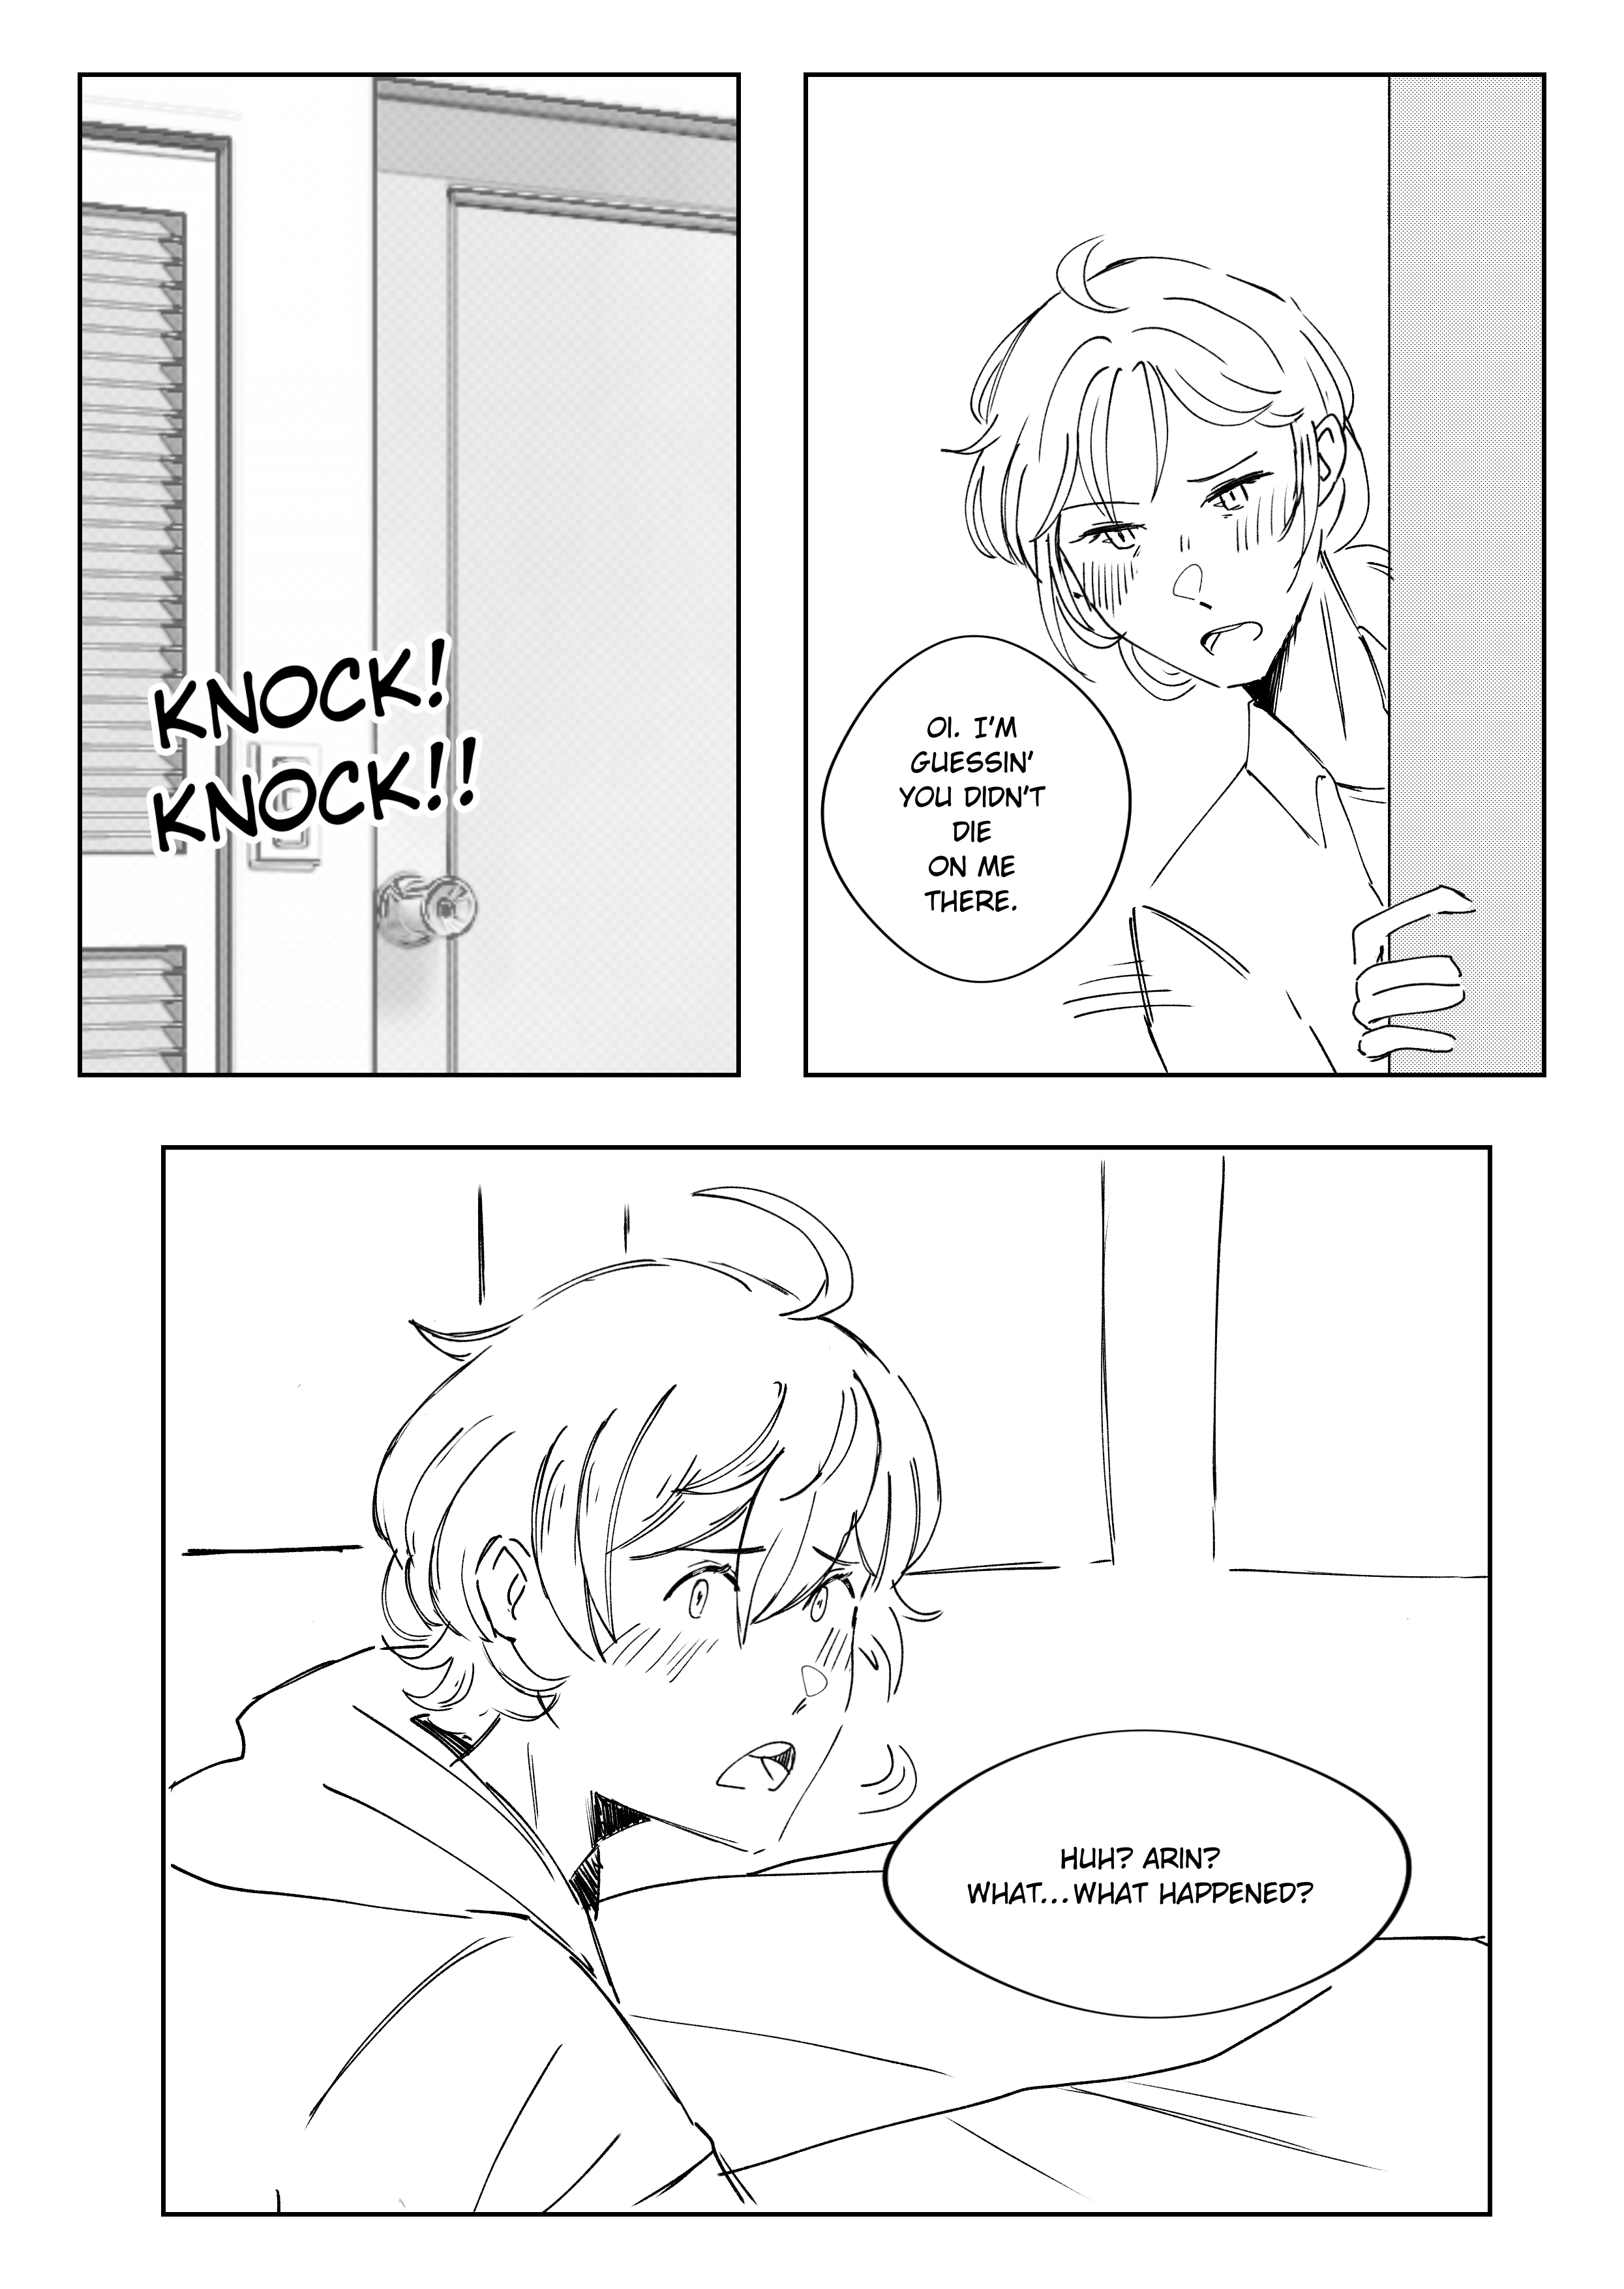 KNOCK!
KNOCK!!
OI. I'M
GUESSIN'
YOU DIDN'T
DIE
ON ME
THERE.
HUH? ARIN?
WHAT...WHAT HAPPENED?